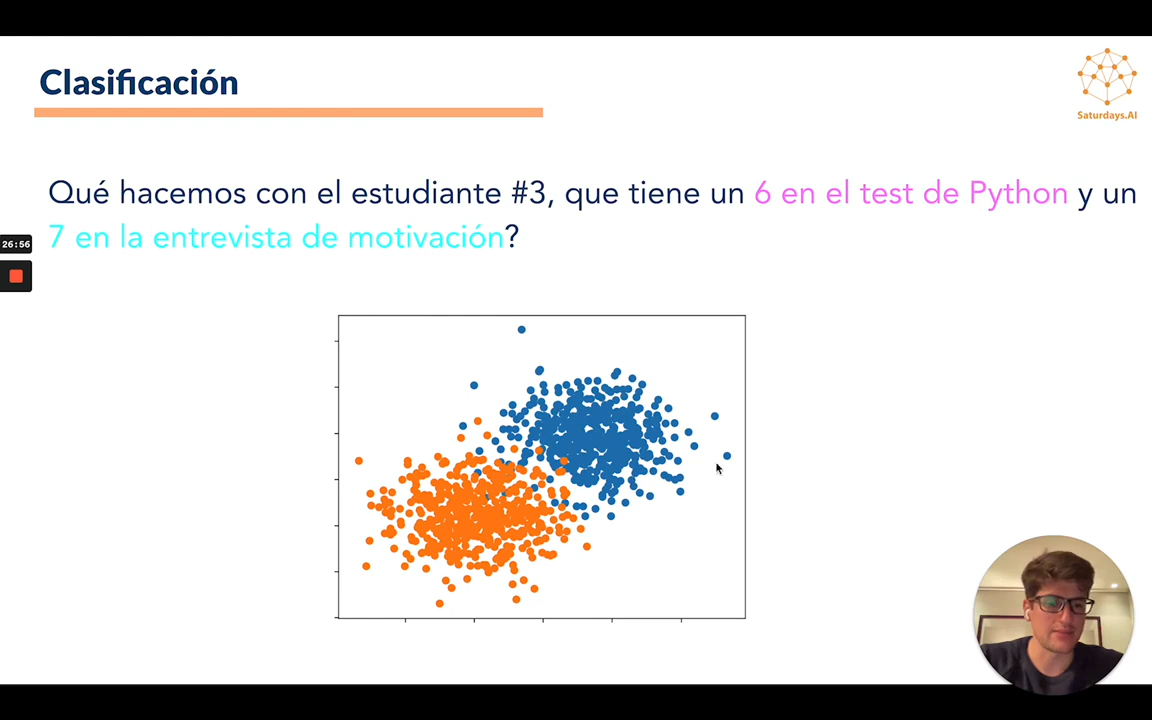 Clasificación
Saturdays.AI
Qué hacemos con el estudiante #3, que tiene un 6 en el test de Python y un
7 en la entrevista de motivación?
26:56